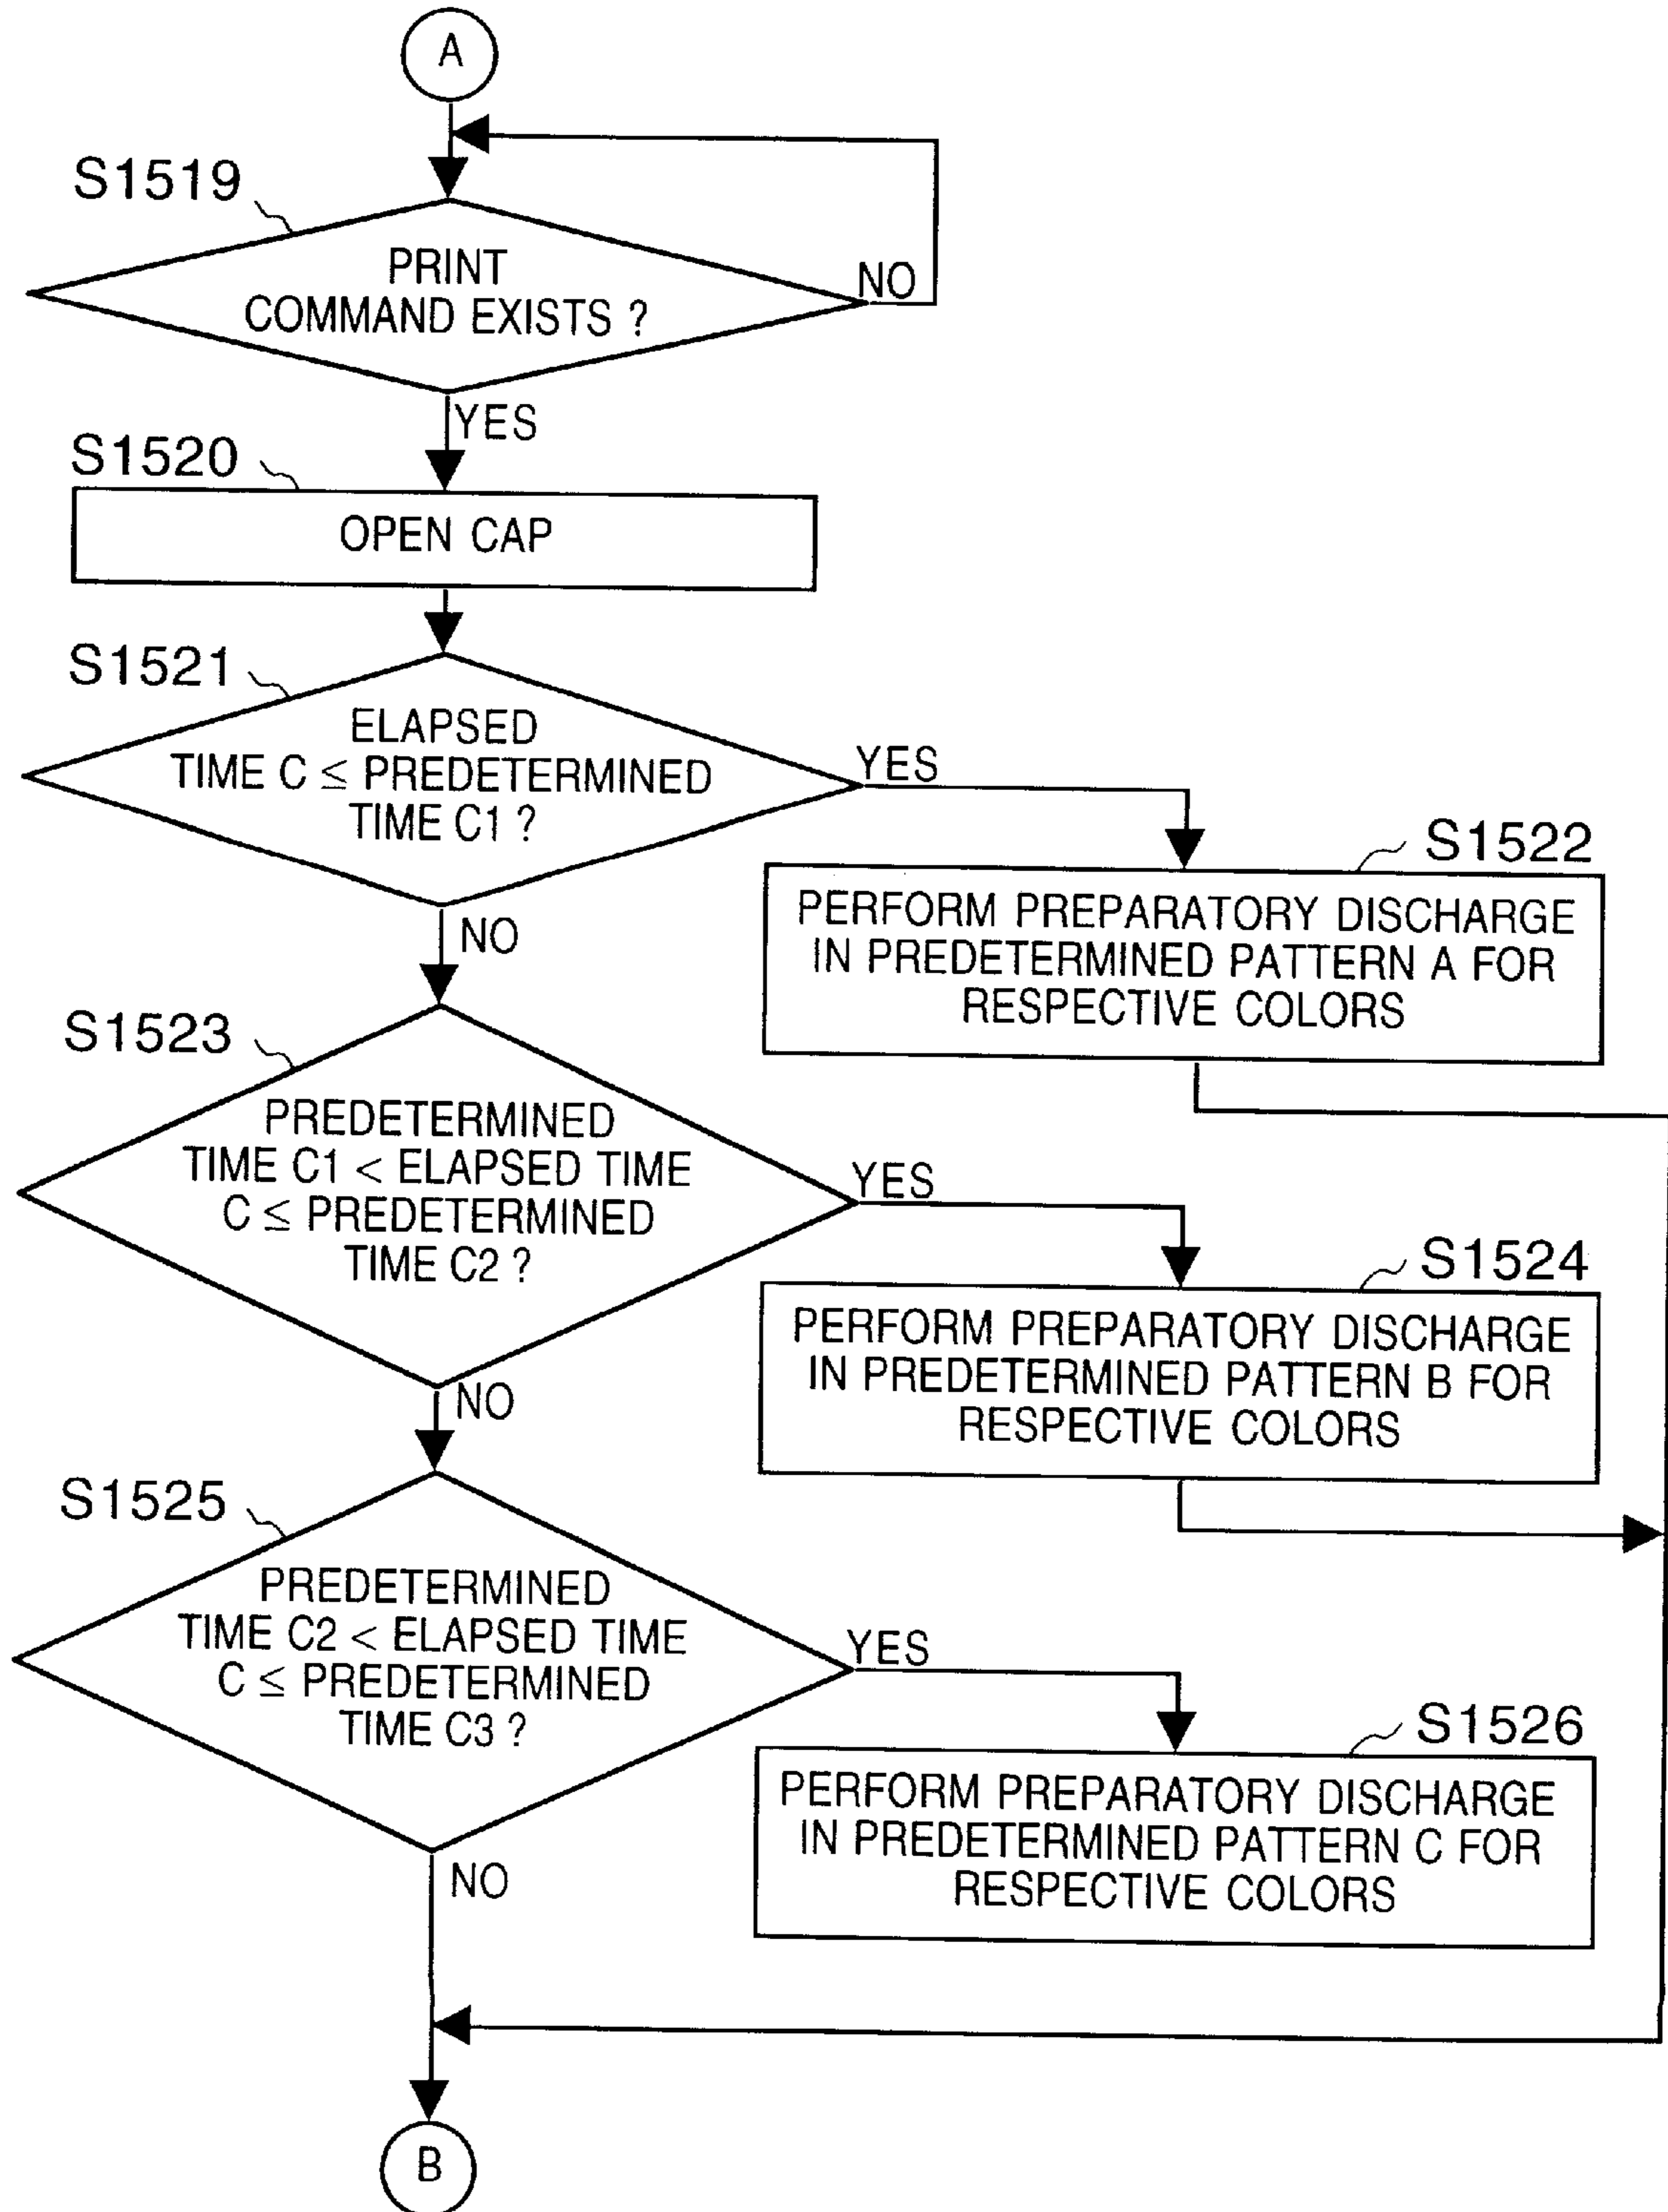 A
S1519
PRINT
COMMAND EXISTS ?
NO
YES
S1520
OPEN CAP
S1521
ELAPSED
TIME C ≤ PREDETERMINED
TIME C1 ?
YES
NO
S1522
PERFORM PREPARATORY DISCHARGE
IN PREDETERMINED PATTERN A FOR
RESPECTIVE COLORS
S1523
PREDETERMINED
TIME C1 < ELAPSED TIME
C ≤ PREDETERMINED
TIME C2 ?
YES
NO
S1524
PERFORM PREPARATORY DISCHARGE
IN PREDETERMINED PATTERN B FOR
RESPECTIVE COLORS
S1525
PREDETERMINED
TIME C2 < ELAPSED TIME
C ≤ PREDETERMINED
TIME C3 ?
YES
NO
S1526
PERFORM PREPARATORY DISCHARGE
IN PREDETERMINED PATTERN C FOR
RESPECTIVE COLORS
B